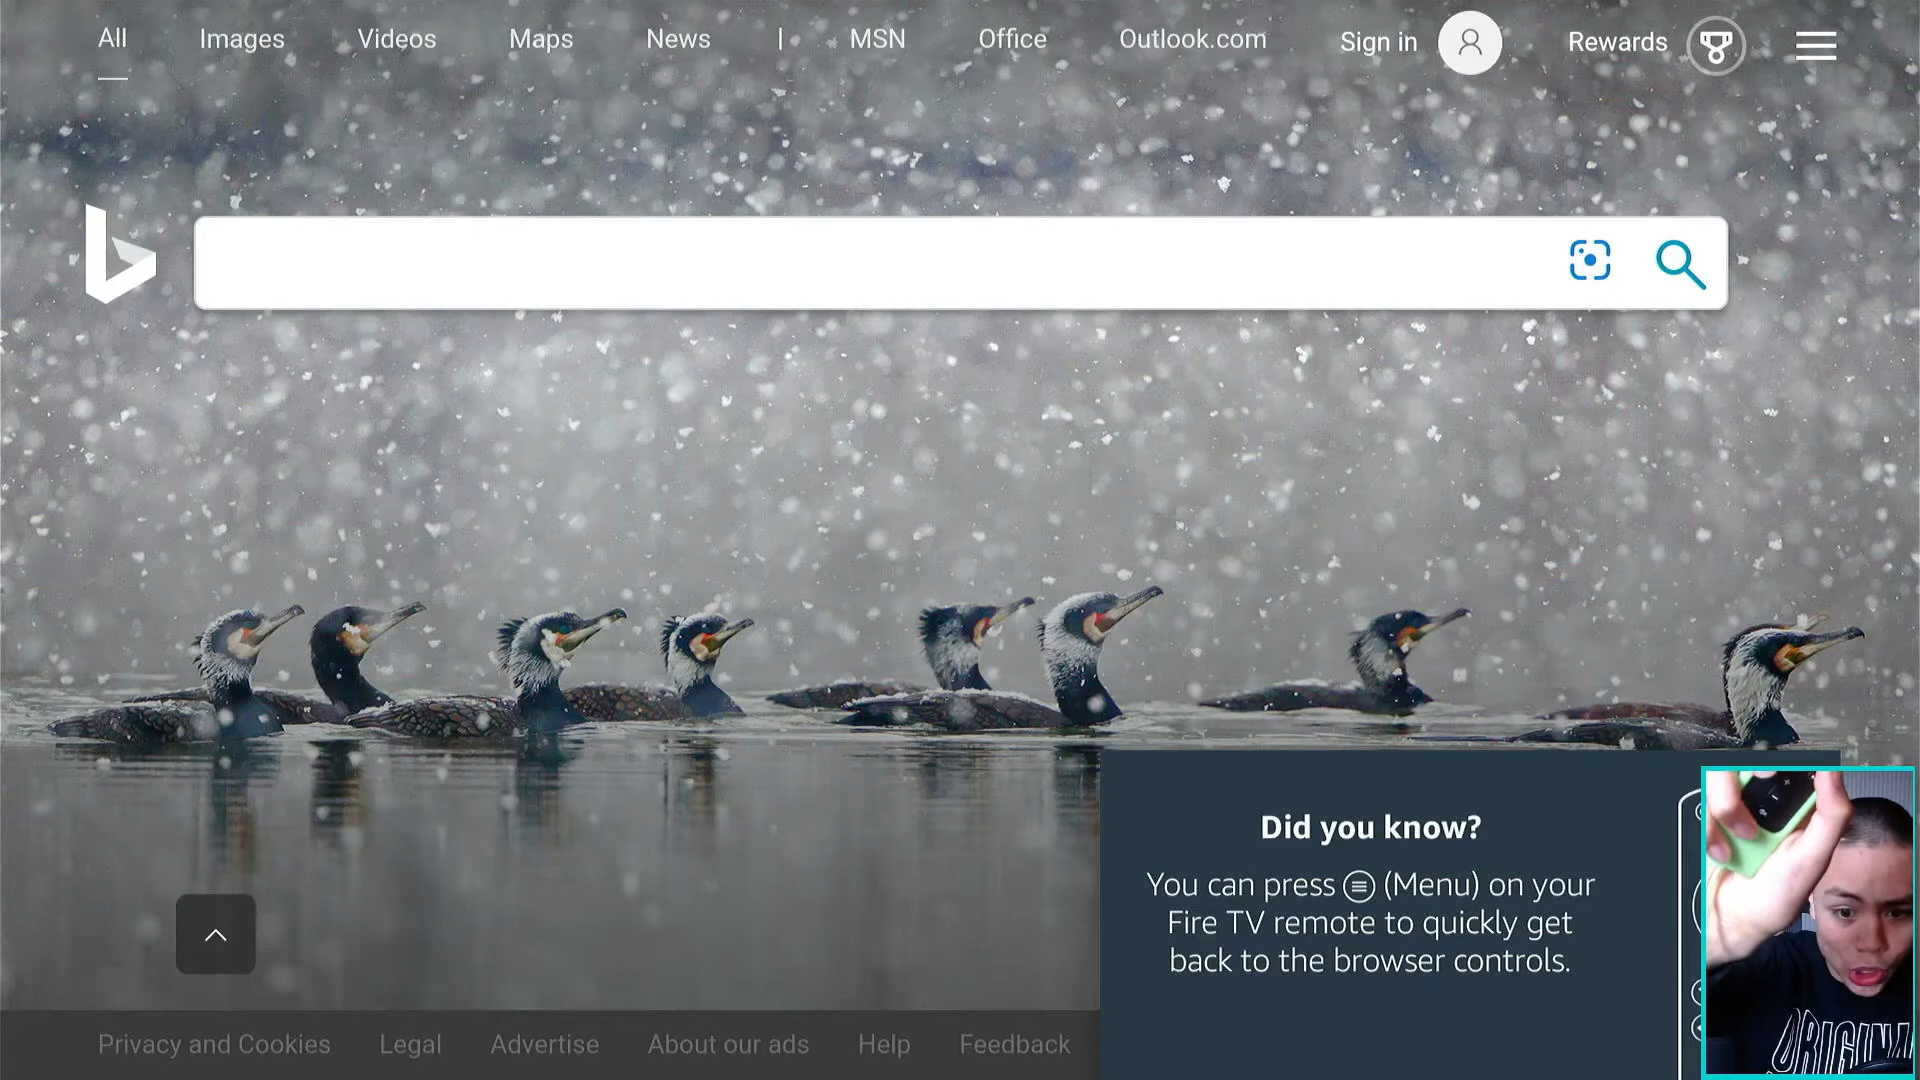 All Images Videos Maps News | MSN Office Outlook.com Sign in Rewards
Did you know?
You can press (Menu) on your
Fire TV remote to quickly get
back to the browser controls.
Privacy and Cookies Legal Advertise About our ads Help Feedback